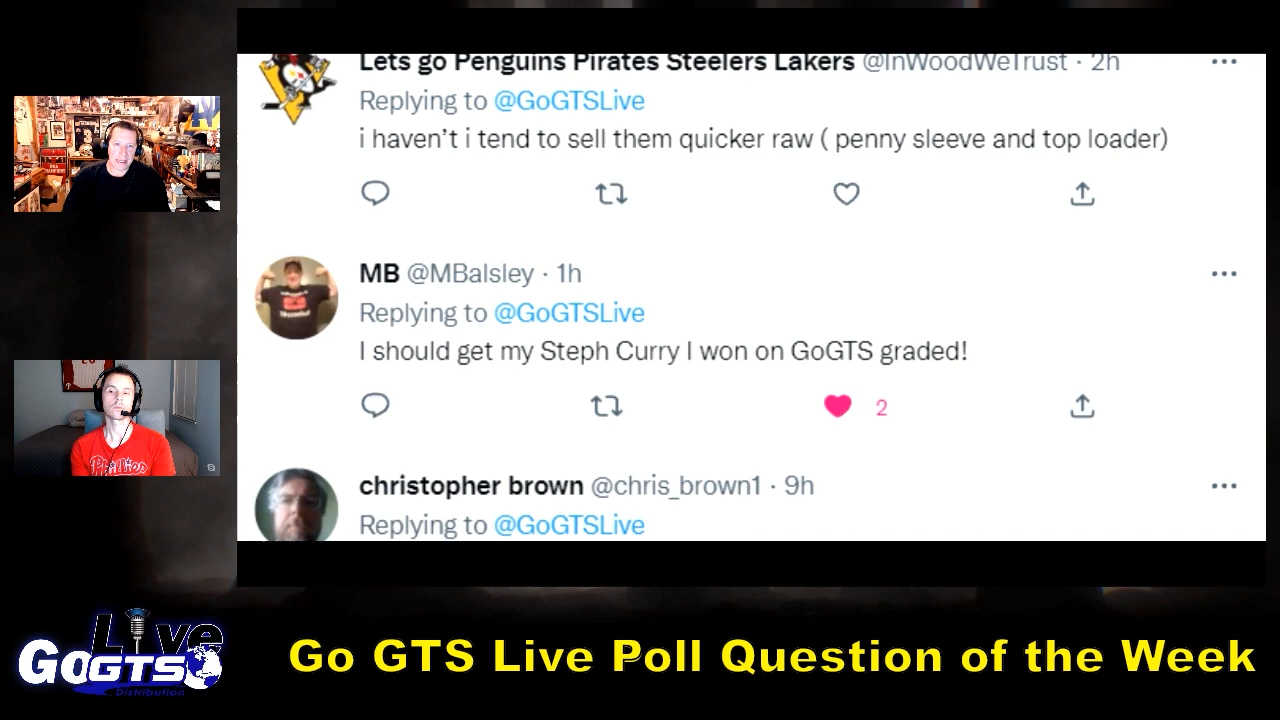 Lets go Penguins Pirates Steelers Lakers @InWoodWeTrust · 2h
Replying to @GoGTSLive
i haven’t i tend to sell them quicker raw ( penny sleeve and top loader)
MB @MBalsley · 1h
Replying to @GoGTSLive
I should get my Steph Curry I won on GoGTS graded!
2
christopher brown @chris_brown1 · 9h
Replying to @GoGTSLive
Phillies
Live
GoGTS
Distribution
Go GTS Live Poll Question of the Week